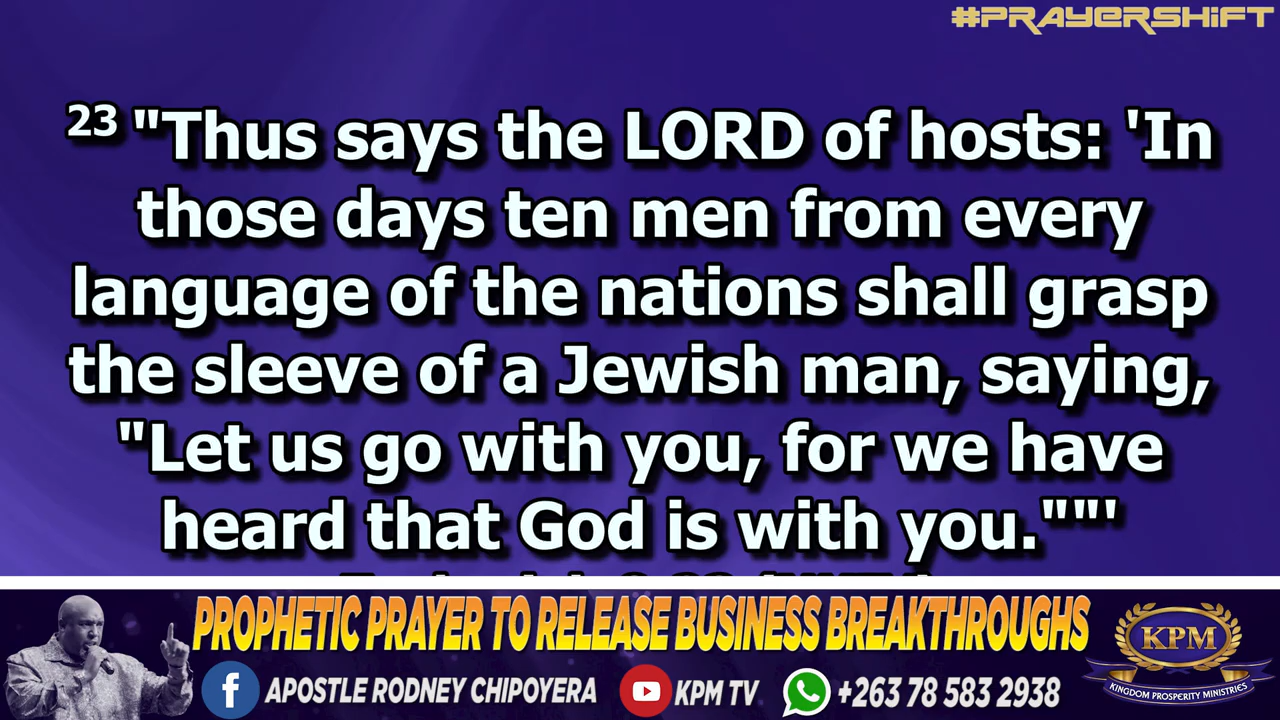 #PRAYERSHIFT
23 "Thus says the LORD of hosts: 'In
those days ten men from every
language of the nations shall grasp
the sleeve of a Jewish man, saying,
"Let us go with you, for we have
heard that God is with you.""'
PROPHETIC PRAYER TO RELEASE BUSINESS BREAKTHROUGHS
APOSTLE RODNEY CHIPOYERA
KPM TV
+263 78 583 2938
KPM
KINGDOM PROSPERITY MINISTRIES